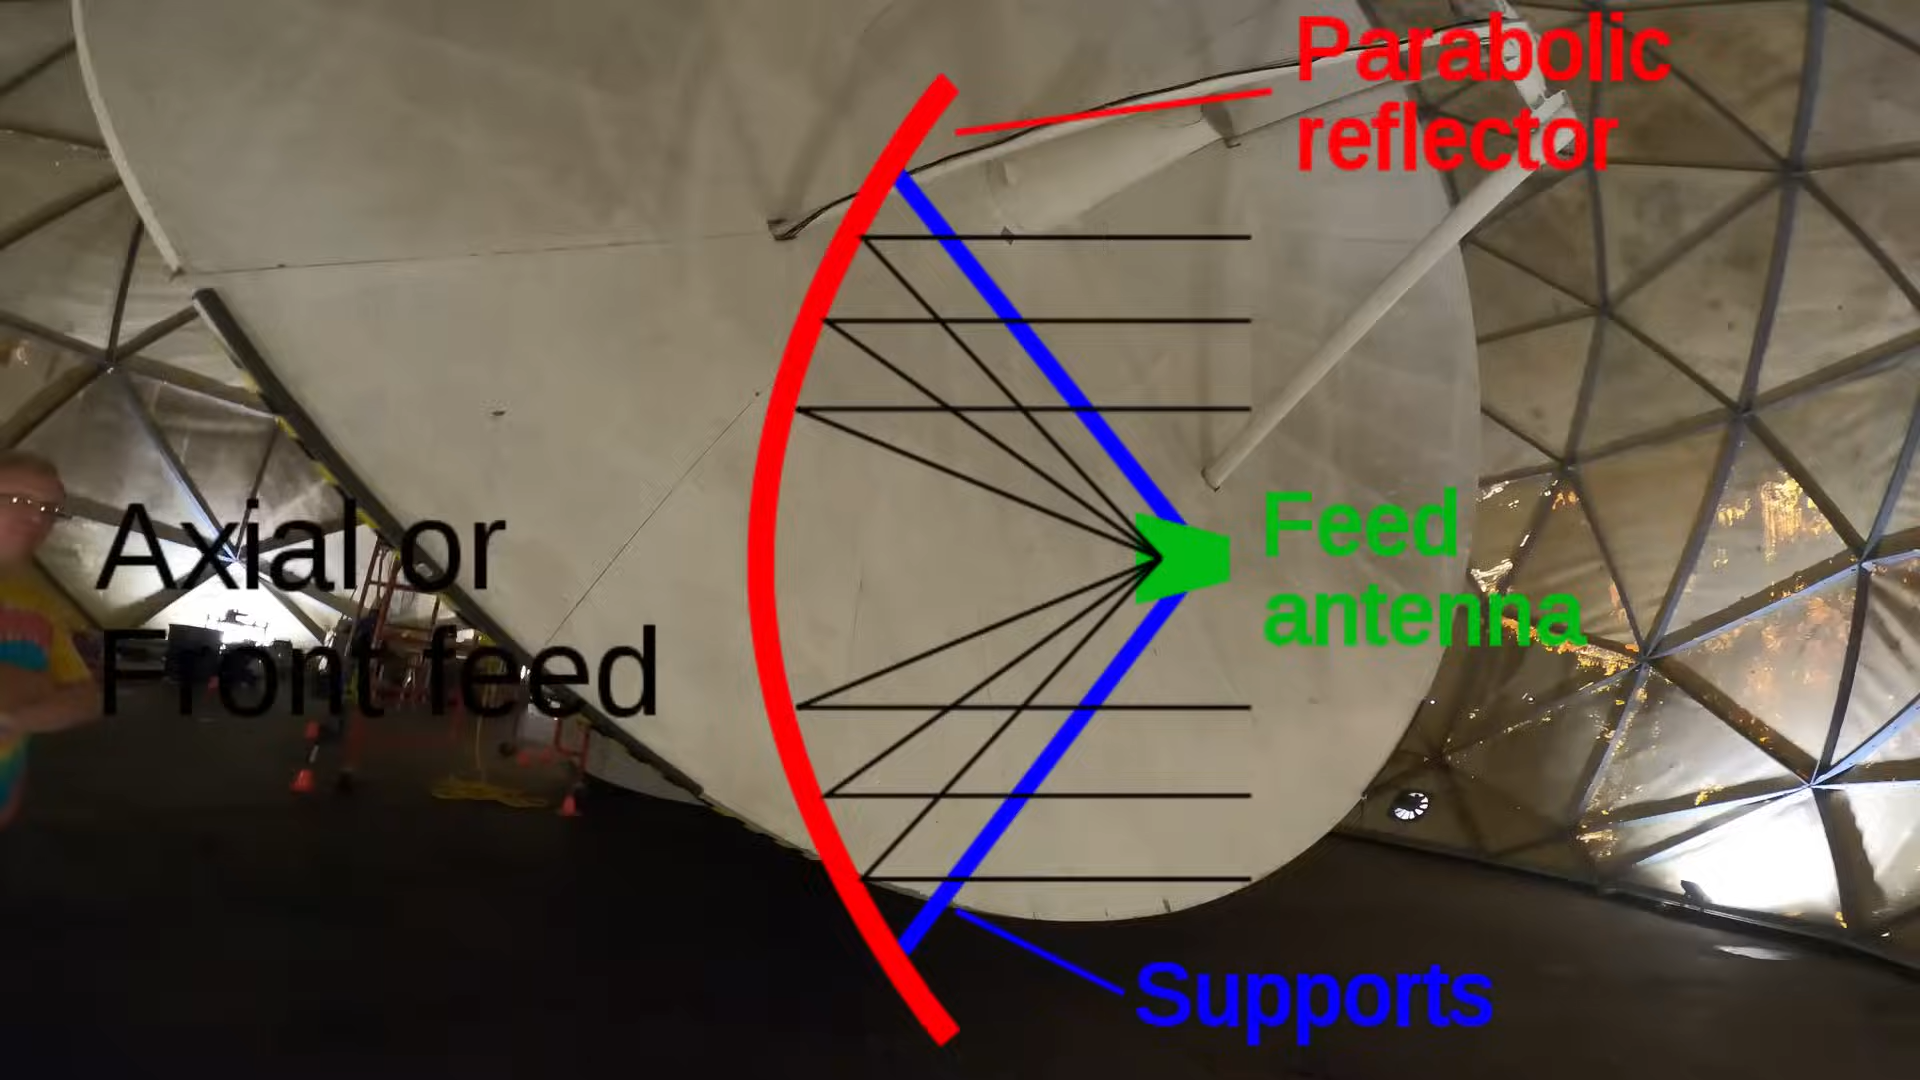 Parabolic
reflector
Axial or
Front feed
Feed
antenna
Supports